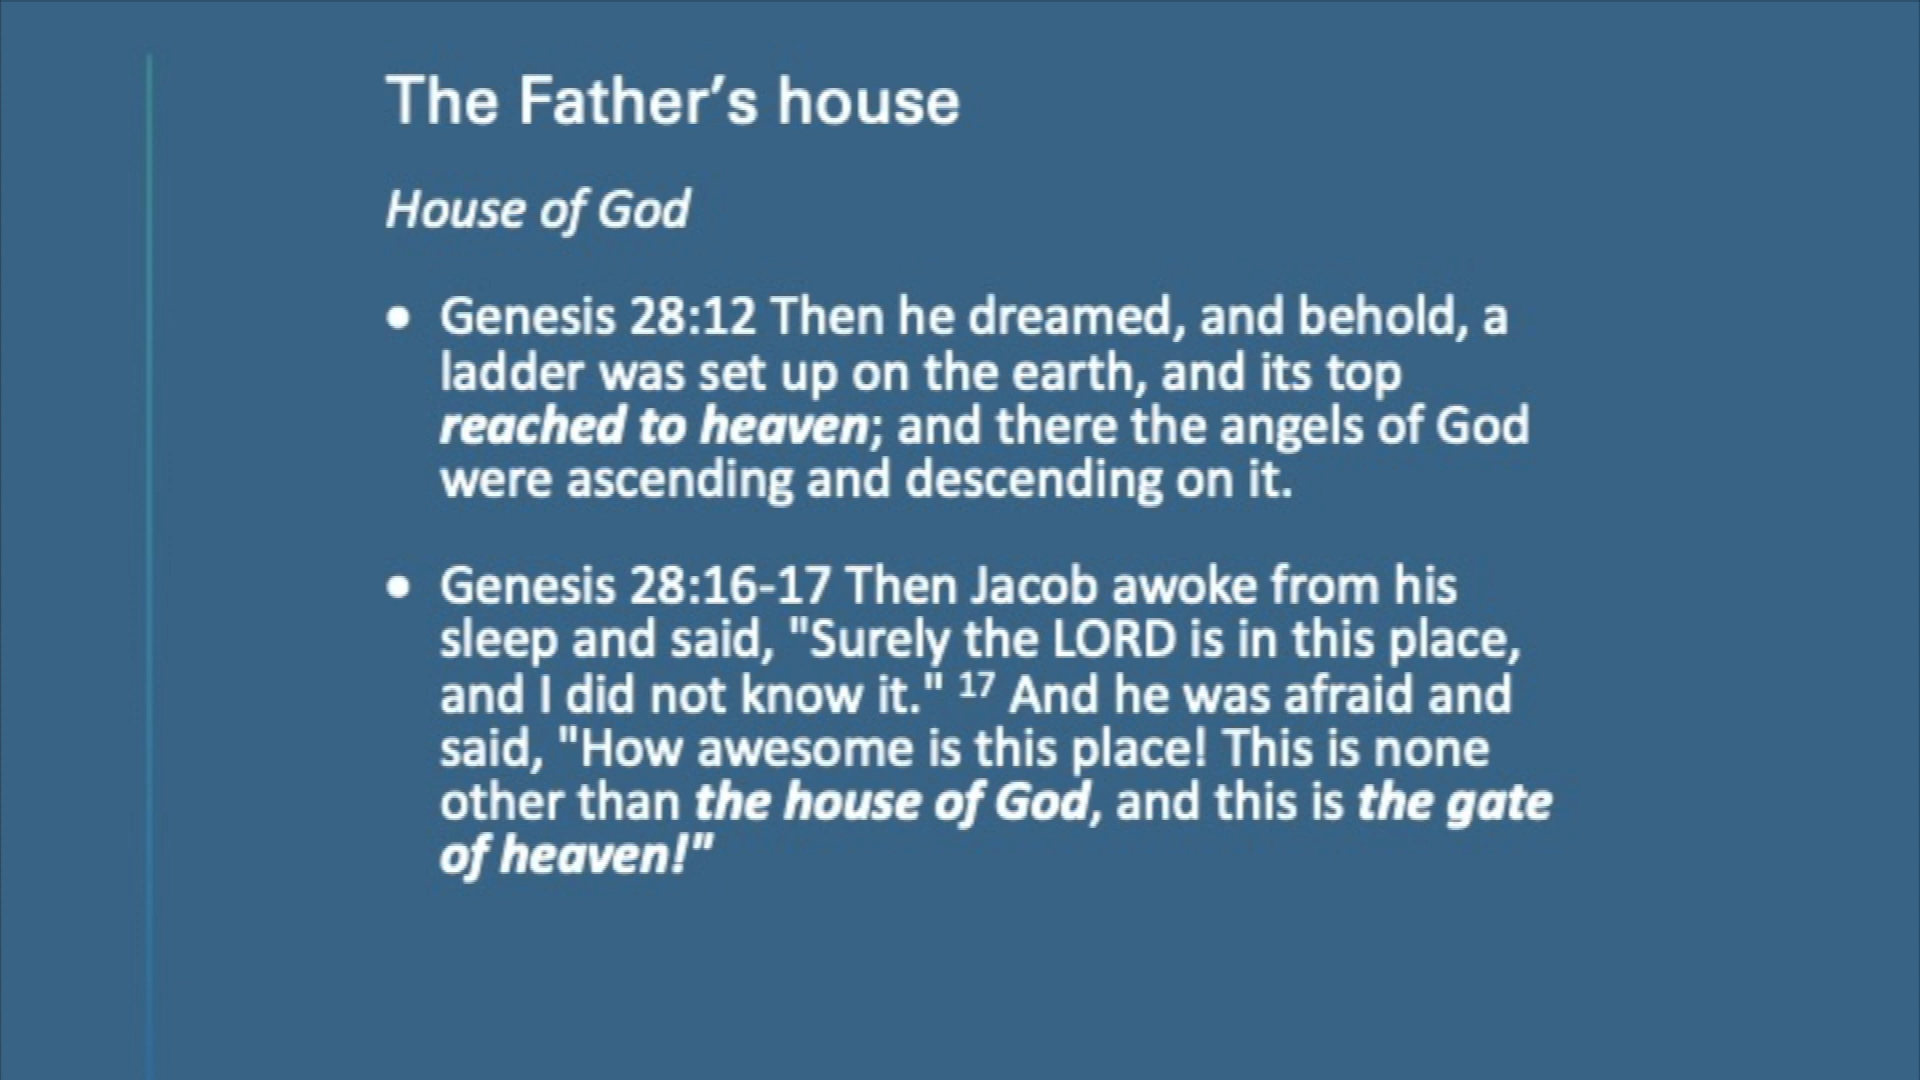 The Father’s house
House of God
• Genesis 28:12 Then he dreamed, and behold, a
ladder was set up on the earth, and its top
reached to heaven; and there the angels of God
were ascending and descending on it.
• Genesis 28:16-17 Then Jacob awoke from his
sleep and said, "Surely the LORD is in this place,
and I did not know it." 17 And he was afraid and
said, "How awesome is this place! This is none
other than the house of God, and this is the gate
of heaven!"